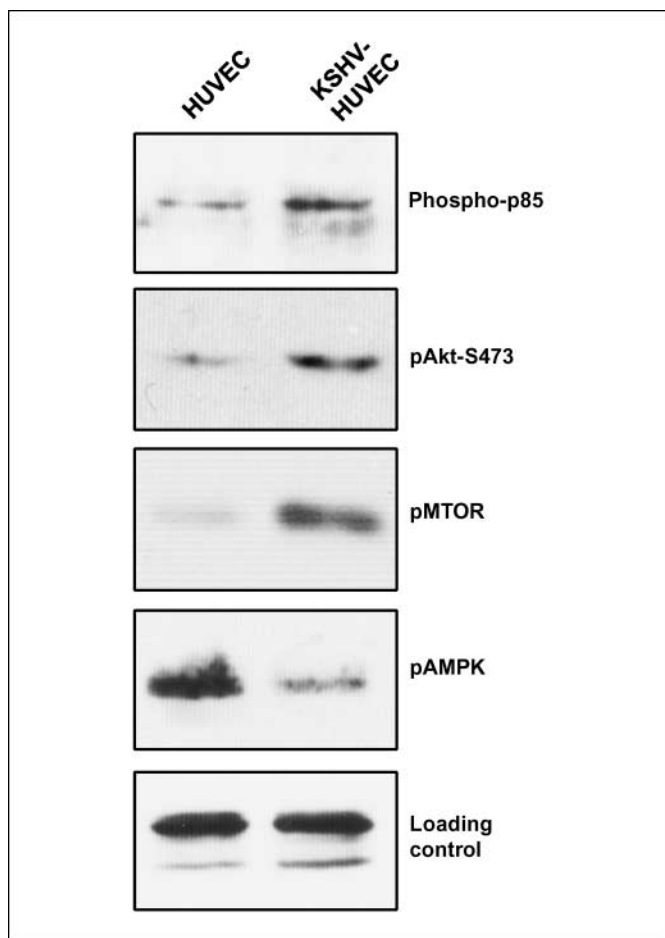 HUVEC
KSHV-
HUVEC
Phospho-p85
pAkt-S473
pMTOR
pAMPK
Loading
control